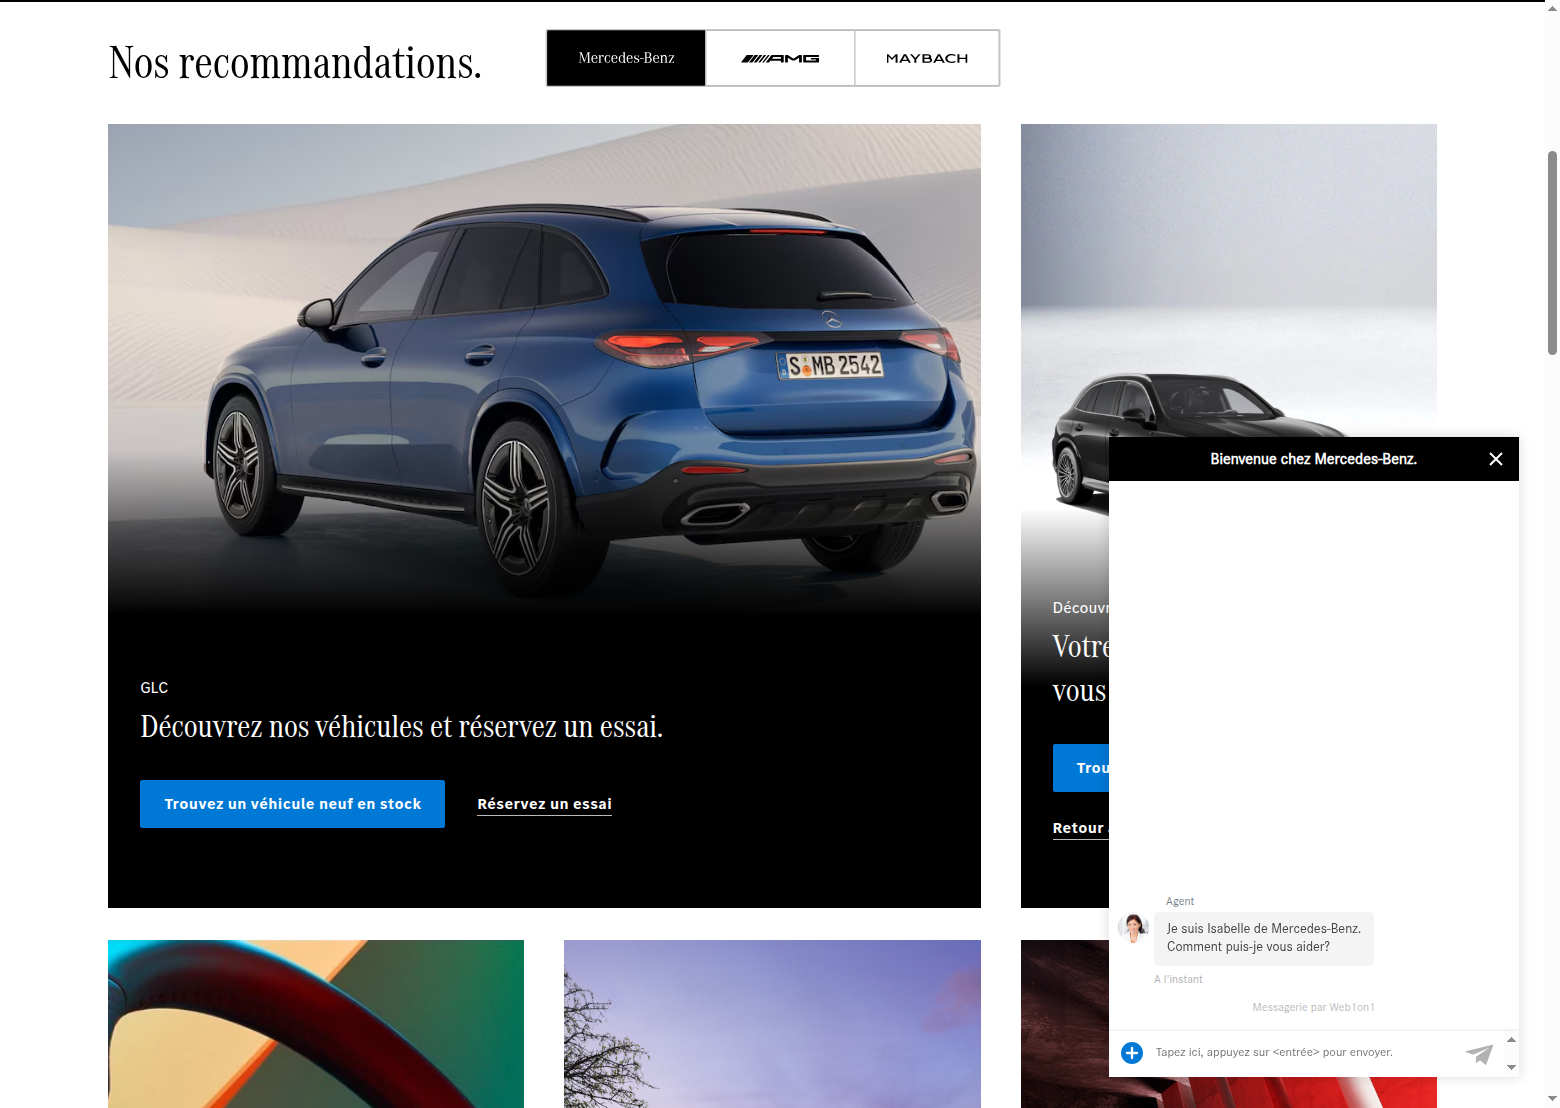 Nos recommandations.
Mercedes-Benz
AMG
MAYBACH
S MB 2542
GLC
Découvrez nos véhicules et réservez un essai.
Trouvez un véhicule neuf en stock
Réservez un essai
Votre
vous
Retour
Bienvenue chez Mercedes-Benz.
Agent
Je suis Isabelle de Mercedes-Benz.
Comment puis-je vous aider?
A l'instant
Messagerie par Web1on1
Tapez ici, appuyez sur <entrée> pour envoyer.